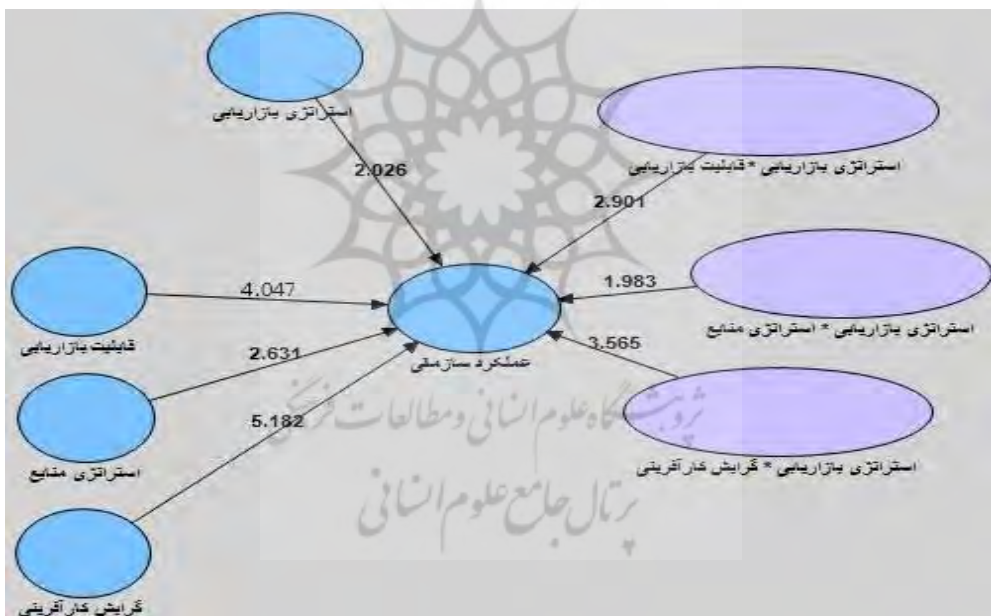 استراتژی بازاریابی
2.026
استراتژی بازاریابی * قابلیت بازاریابی
2.901
4.047
قابلیت بازاریابی
1.983
استراتژی بازاریابی * استراتژی منابع
2.631
عملکرد سازمانی
3.565
استراتژی منابع
5.182
استراتژی بازاریابی * گرایش کارآفرینی
گرایش کارآفرینی
پژوهشگاه علوم انسانی و مطالعات فرهنگی
پرتال جامع علوم انسانی